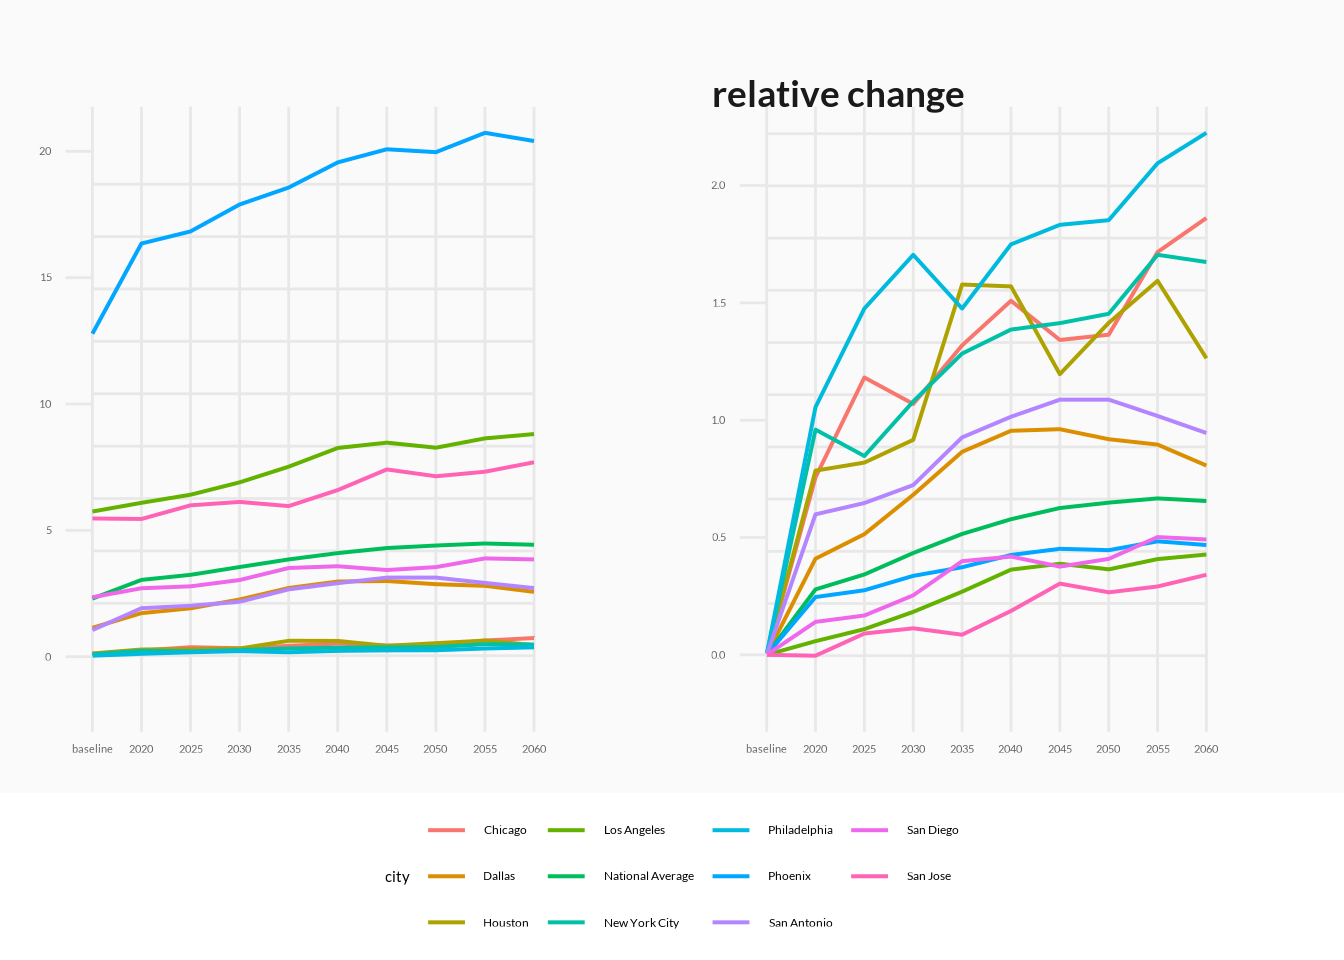 relative change
20
15
10
5
0
2.0
1.5
1.0
0.5
0.0
baseline 2020 2025 2030 2035 2040 2045 2050 2055 2060
baseline 2020 2025 2030 2035 2040 2045 2050 2055 2060
Chicago Los Angeles Philadelphia San Diego
city Dallas National Average Phoenix San Jose
Houston New York City San Antonio